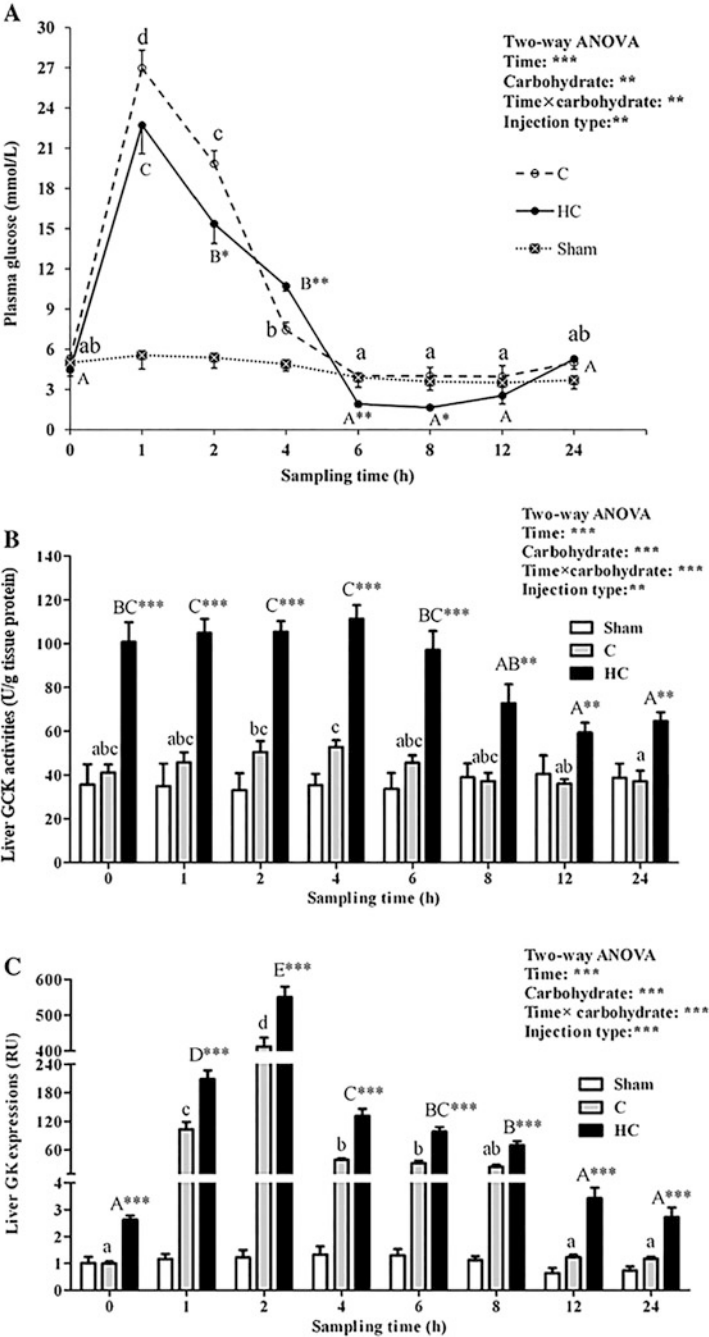 A
Two-way ANOVA
Time: ***
Carbohydrate: **
Time×carbohydrate: **
Injection type:**
C
HC
Sham
Plasma glucose (mmol/L)
30
27
24
21
18
15
12
9
6
3
0
d
c
C
B*
B**
b
ab
A
a
a
a
ab
A
A**
A*
A
0 1 2 4 6 8 12 24
Sampling time (h)
B
Two-way ANOVA
Time: ***
Carbohydrate: ***
Time×carbohydrate: ***
Injection type:**
Sham
C
HC
Liver GCK activities (U/g tissue protein)
140
120
100
80
60
40
20
0
BC*** C*** C*** C*** BC*** AB** A** A**
abc abc bc c abc abc ab a
0 1 2 4 6 8 12 24
Sampling time (h)
C
Two-way ANOVA
Time: ***
Carbohydrate: ***
Time× carbohydrate: ***
Injection type:***
Sham
C
HC
Liver GK expressions (RU)
600
500
400
240
180
120
60
4
3
2
1
0
A*** D*** E*** C*** BC*** B*** A*** A***
a c d b b ab a a
0 1 2 4 6 8 12 24
Sampling time (h)